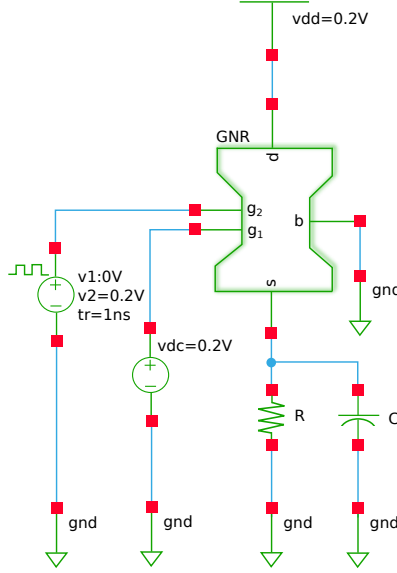 vdd=0.2V
GNR
d
g2
g1
b
s
v1:0V
v2=0.2V
tr=1ns
vdc=0.2V
gnd
R
C
gnd
gnd
gnd
gnd